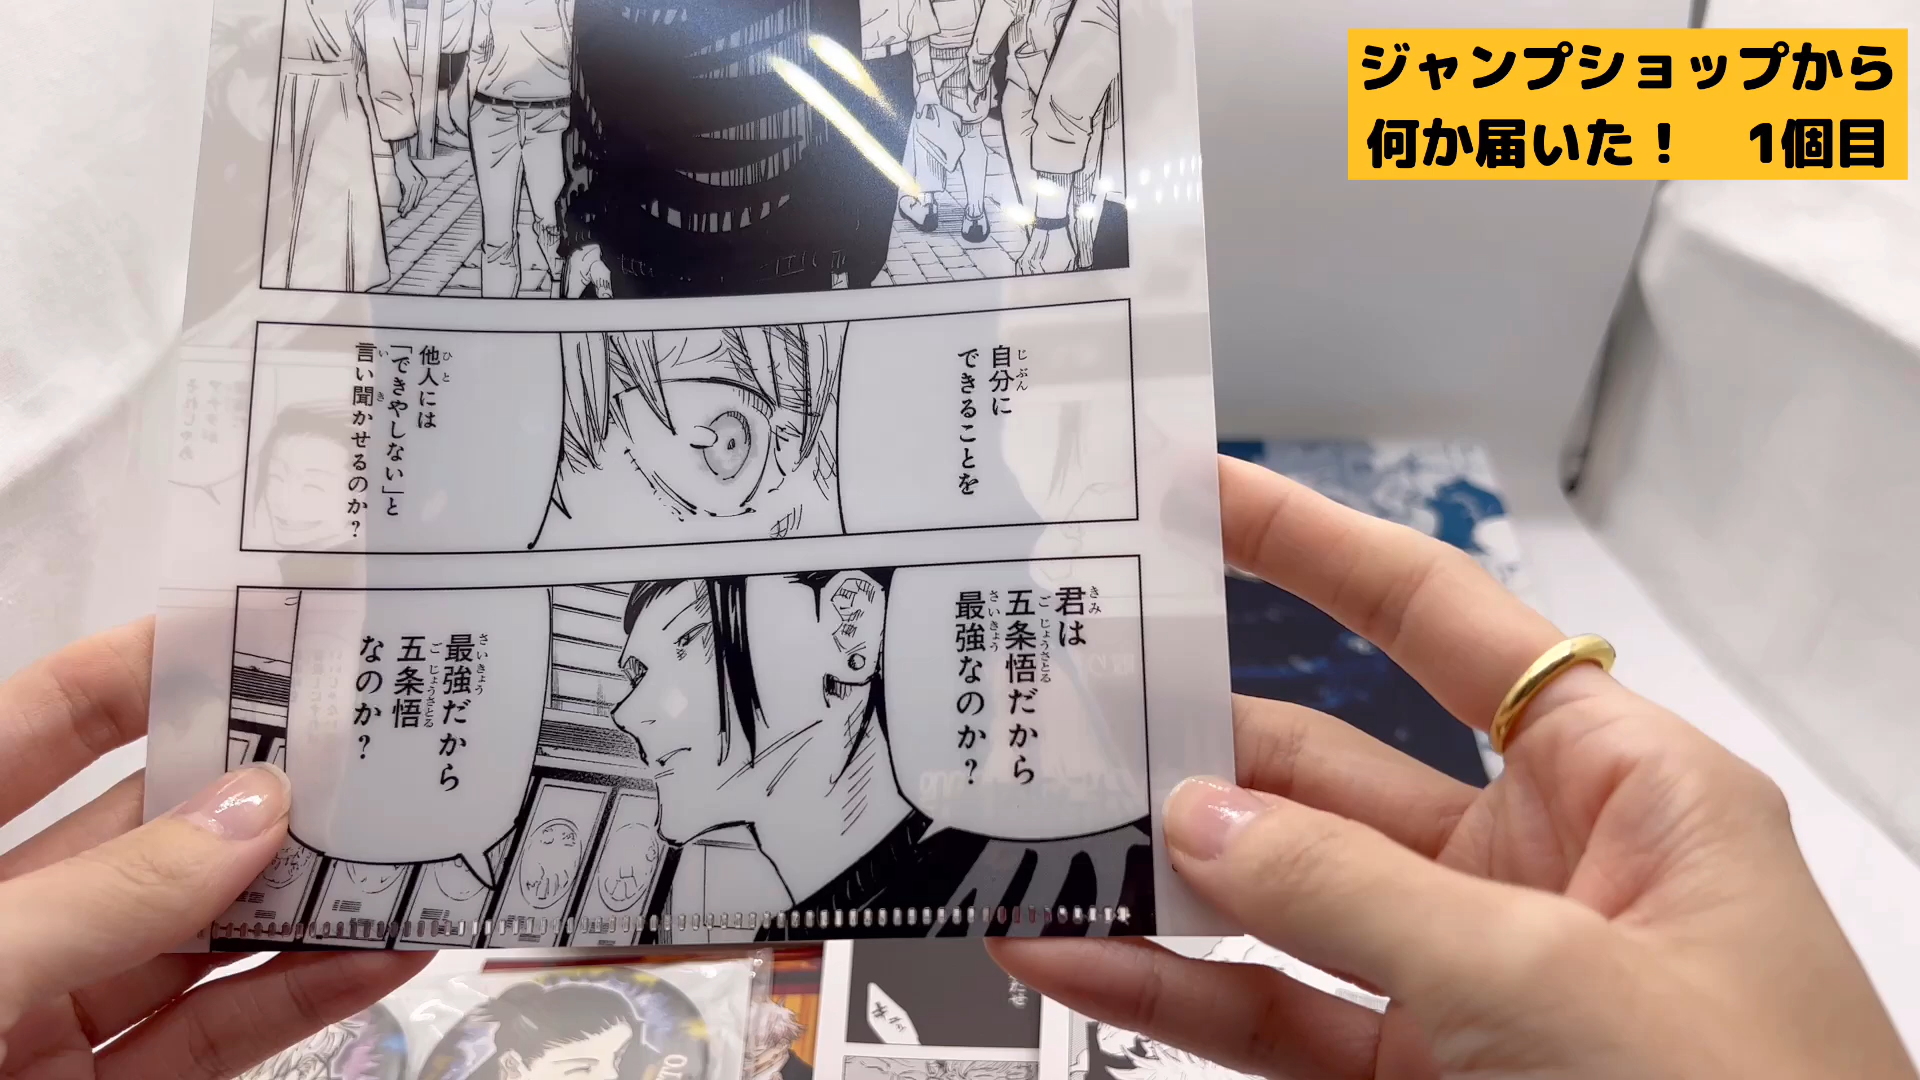 ジャンプショップから
何か届いた！　1個目
自分に
できることを
他人には
「できやしない」と
言い聞かせるのか？
君は
五条悟だから
最強なのか？
最強だから
五条悟
なのか？